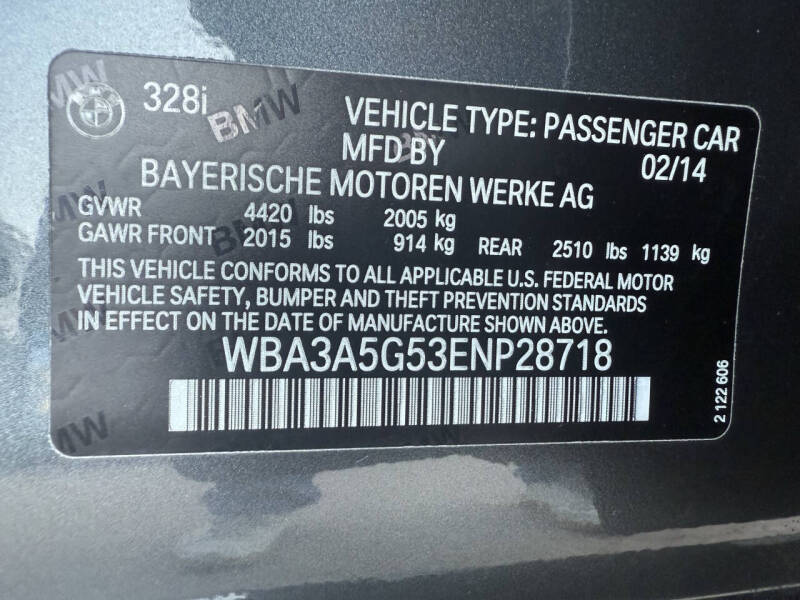 328i
VEHICLE TYPE: PASSENGER CAR
MFD BY 02/14
BAYERISCHE MOTOREN WERKE AG
GVWR 4420 lbs 2005 kg
GAWR FRONT 2015 lbs 914 kg REAR 2510 lbs 1139 kg
THIS VEHICLE CONFORMS TO ALL APPLICABLE U.S. FEDERAL MOTOR
VEHICLE SAFETY, BUMPER AND THEFT PREVENTION STANDARDS
IN EFFECT ON THE DATE OF MANUFACTURE SHOWN ABOVE.
WBA3A5G53ENP28718
2 122 606
BMW